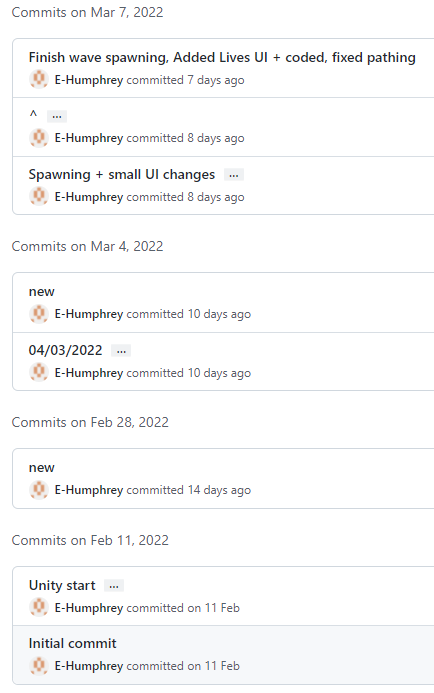 Commits on Mar 7, 2022
Finish wave spawning, Added Lives UI + coded, fixed pathing
E-Humphrey committed 7 days ago
^ ...
E-Humphrey committed 8 days ago
Spawning + small UI changes ...
E-Humphrey committed 8 days ago
Commits on Mar 4, 2022
new
E-Humphrey committed 10 days ago
04/03/2022 ...
E-Humphrey committed 10 days ago
Commits on Feb 28, 2022
new
E-Humphrey committed 14 days ago
Commits on Feb 11, 2022
Unity start ...
E-Humphrey committed on 11 Feb
Initial commit
E-Humphrey committed on 11 Feb